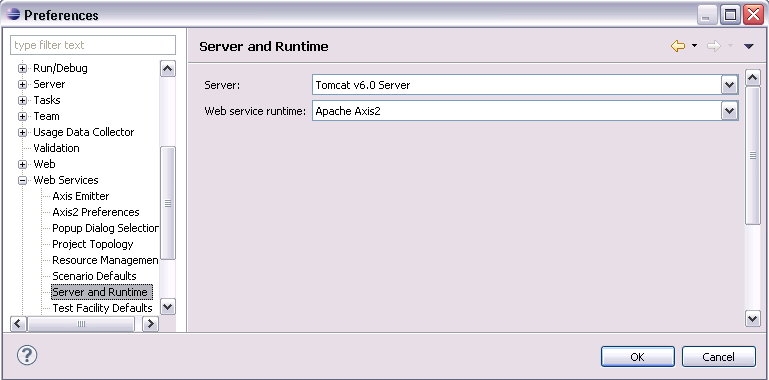 Preferences
type filter text
Run/Debug
Server
Tasks
Team
Usage Data Collector
Validation
Web
Web Services
Axis Emitter
Axis2 Preferences
Popup Dialog Selection
Project Topology
Resource Managemen
Scenario Defaults
Server and Runtime
Test Facility Defaults
Server and Runtime
Server: Tomcat v6.0 Server
Web service runtime: Apache Axis2
?
OK Cancel